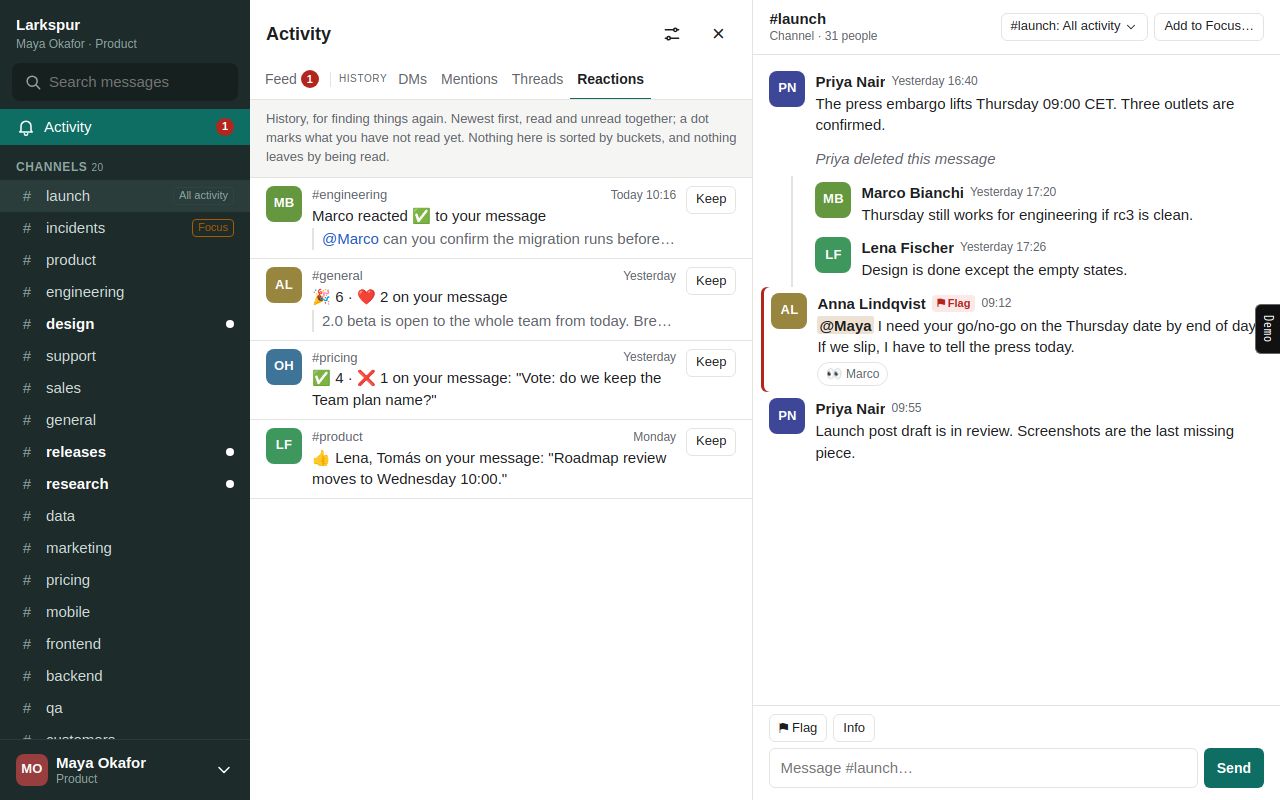 Larkspur
Maya Okafor · Product
Search messages
Activity
1
CHANNELS 20
# launch All activity
# incidents Focus
# product
# engineering
# design
# support
# sales
# general
# releases
# research
# data
# marketing
# pricing
# mobile
# frontend
# backend
# qa
# customers
MO
Maya Okafor
Product
Activity
Feed 1 HISTORY DMs Mentions Threads Reactions
History, for finding things again. Newest first, read and unread together; a dot
marks what you have not read yet. Nothing here is sorted by buckets, and nothing
leaves by being read.
MB
#engineering Today 10:16
Keep
Marco reacted ✅ to your message
@Marco can you confirm the migration runs before…
AL
#general Yesterday
Keep
🎉 6 · ❤️ 2 on your message
2.0 beta is open to the whole team from today. Bre…
OH
#pricing Yesterday
Keep
✅ 4 · ❌ 1 on your message: "Vote: do we keep the
Team plan name?"
LF
#product Monday
Keep
👍 Lena, Tomás on your message: "Roadmap review
moves to Wednesday 10:00."
#launch
Channel · 31 people
#launch: All activity
Add to Focus…
PN
Priya Nair Yesterday 16:40
The press embargo lifts Thursday 09:00 CET. Three outlets are
confirmed.
Priya deleted this message
MB
Marco Bianchi Yesterday 17:20
Thursday still works for engineering if rc3 is clean.
LF
Lena Fischer Yesterday 17:26
Design is done except the empty states.
AL
Anna Lindqvist Flag 09:12
@Maya I need your go/no-go on the Thursday date by end of day
If we slip, I have to tell the press today.
👀 Marco
PN
Priya Nair 09:55
Launch post draft is in review. Screenshots are the last missing
piece.
Demo
Flag
Info
Message #launch…
Send